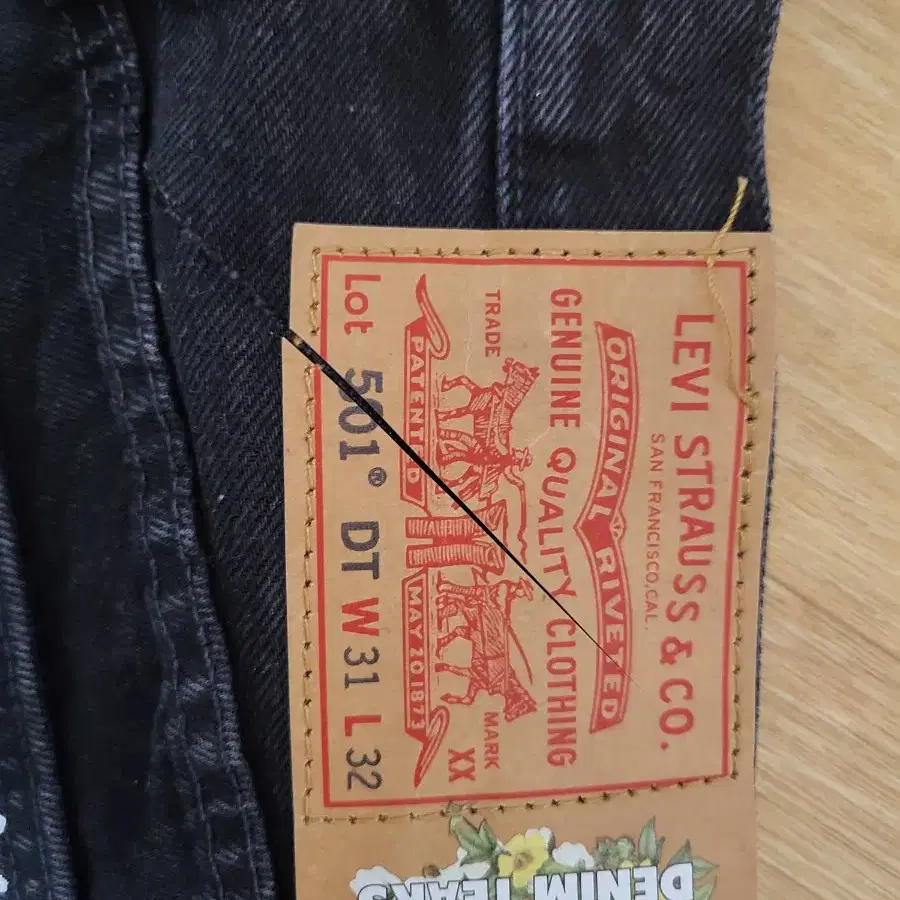 LEVI STRAUSS & CO.
SAN FRANCISCO, CAL.
ORIGINAL RIVETED
GENUINE QUALITY CLOTHING
TRADE MARK
PATENTED MAY 20 1873
XX
Lot 501® DT W 31 L 32
DENIM TEARS